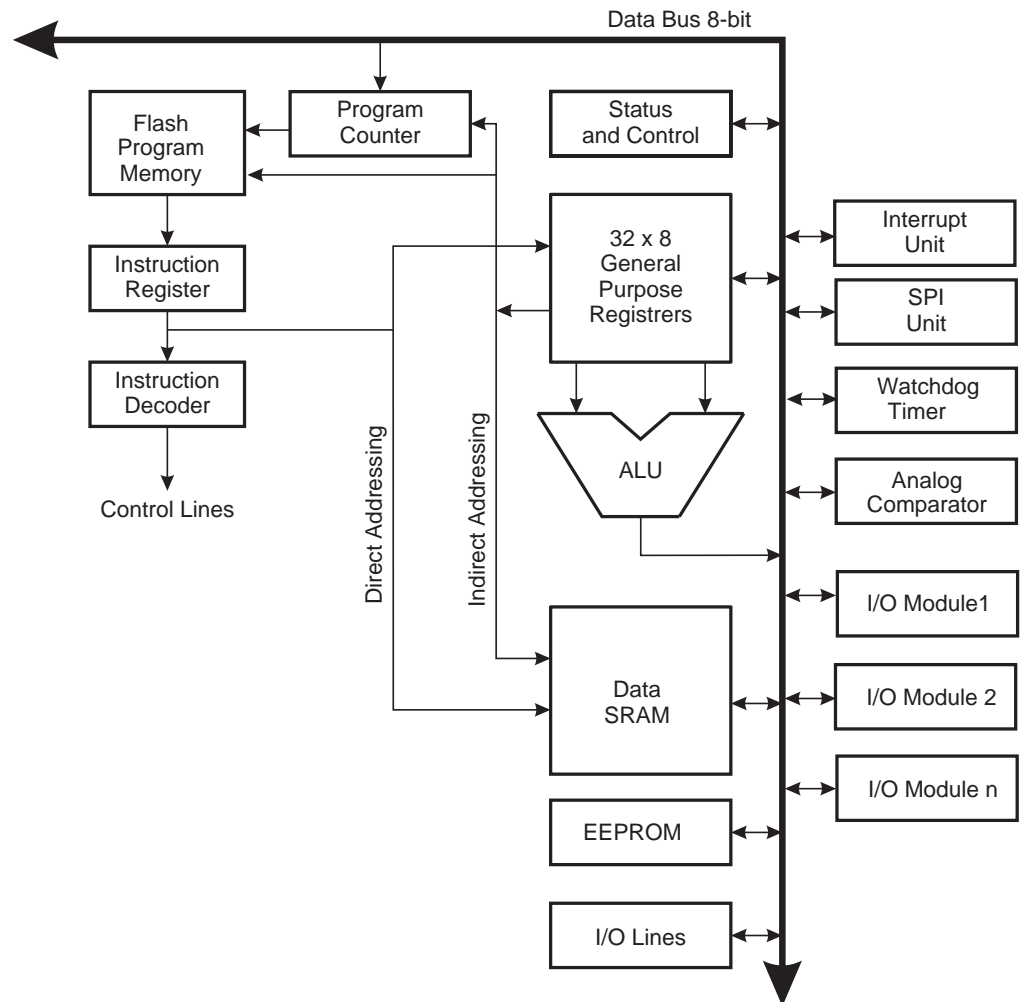 Data Bus 8-bit
Flash
Program
Memory
Program
Counter
Status
and Control
Interrupt
Unit
32 x 8
General
Purpose
Registrers
Instruction
Register
SPI
Unit
Instruction
Decoder
Watchdog
Timer
Control Lines
Direct Addressing
Indirect Addressing
ALU
Analog
Comparator
I/O Module1
Data
SRAM
I/O Module 2
I/O Module n
EEPROM
I/O Lines